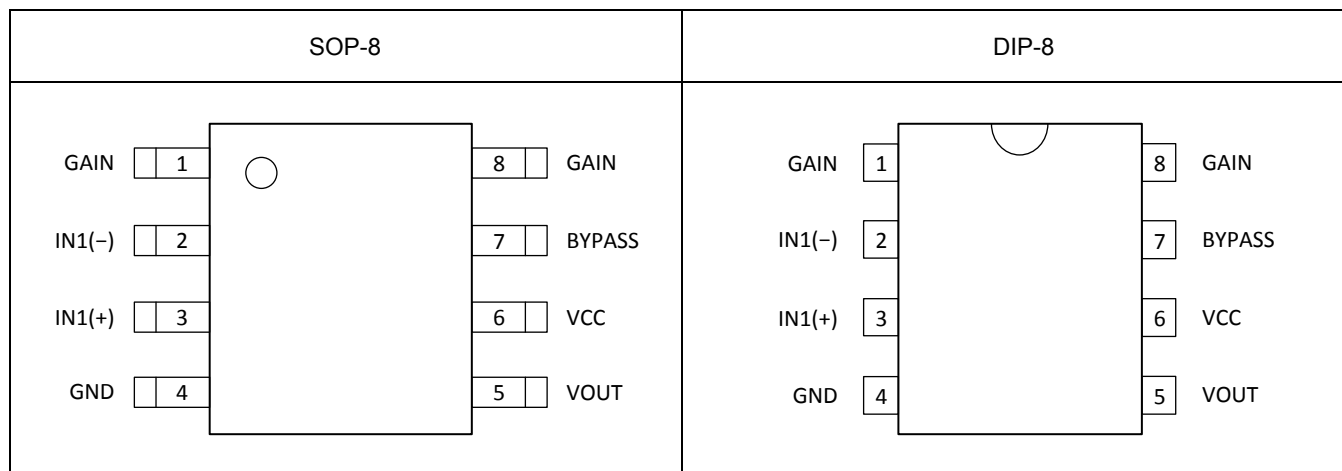 SOP-8 DIP-8
GAIN 1 8 GAIN GAIN 1 8 GAIN
IN1(−) 2 7 BYPASS IN1(−) 2 7 BYPASS
IN1(+) 3 6 VCC IN1(+) 3 6 VCC
GND 4 5 VOUT GND 4 5 VOUT